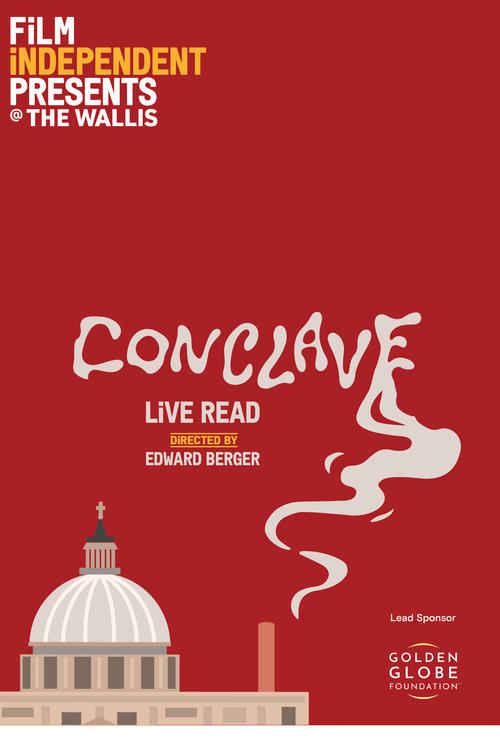 FiLM
iNDEPENDENT
PRESENTS
@ THE WALLIS
CONCLAVE
LiVE READ
DiRECTED BY
EDWARD BERGER
Lead Sponsor
GOLDEN
GLOBE
FOUNDATION